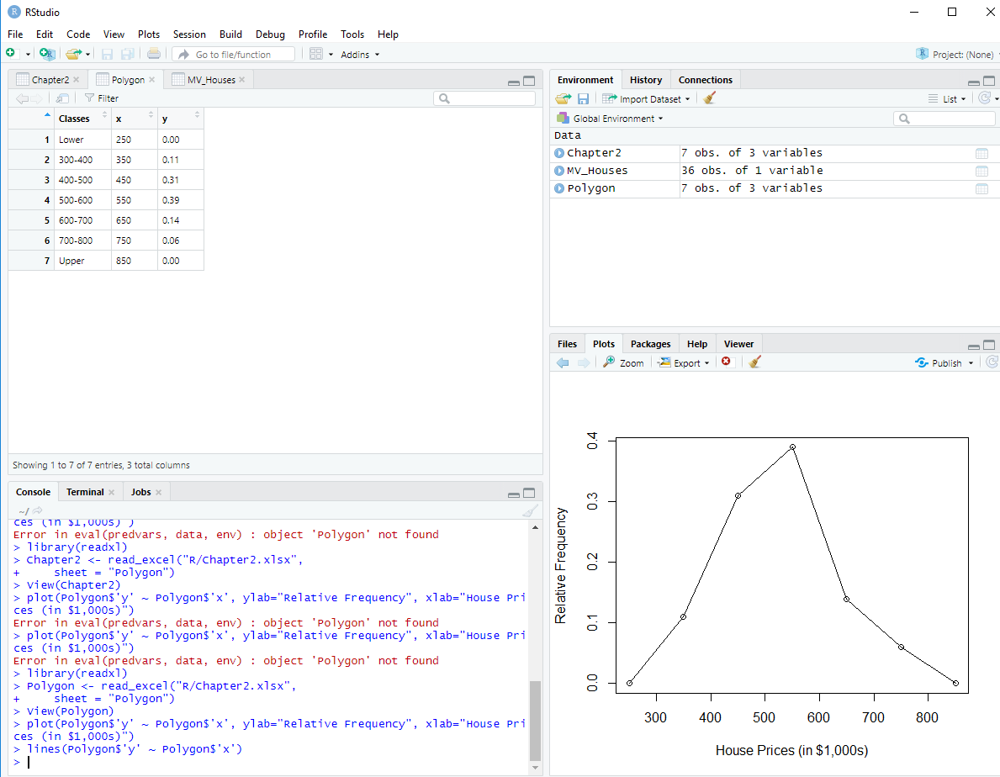 RStudio
File Edit Code View Plots Session Build Debug Profile Tools Help
Go to file/function Addins Project: (None)
Chapter2 Polygon MV_Houses
Filter
Classes x y
1 Lower 250 0.00
2 300-400 350 0.11
3 400-500 450 0.31
4 500-600 550 0.39
5 600-700 650 0.14
6 700-800 750 0.06
7 Upper 850 0.00
Showing 1 to 7 of 7 entries, 3 total columns
Console Terminal Jobs
~/
ces (in $1,000s)")
Error in eval(predvars, data, env) : object 'Polygon' not found
> library(readxl)
> Chapter2 <- read_excel("R/Chapter2.xlsx",
+     sheet = "Polygon")
> View(Chapter2)
> plot(Polygon$'y' ~ Polygon$'x', ylab="Relative Frequency", xlab="House Pri
ces (in $1,000s)")
Error in eval(predvars, data, env) : object 'Polygon' not found
> plot(Polygon$'y' ~ Polygon$'x', ylab="Relative Frequency", xlab="House Pri
ces (in $1,000s)")
Error in eval(predvars, data, env) : object 'Polygon' not found
> library(readxl)
> Polygon <- read_excel("R/Chapter2.xlsx",
+     sheet = "Polygon")
> View(Polygon)
> plot(Polygon$'y' ~ Polygon$'x', ylab="Relative Frequency", xlab="House Pri
ces (in $1,000s)")
> lines(Polygon$'y' ~ Polygon$'x')
>
Environment History Connections
Import Dataset List
Global Environment
Data
Chapter2 7 obs. of 3 variables
MV_Houses 36 obs. of 1 variable
Polygon 7 obs. of 3 variables
Files Plots Packages Help Viewer
Zoom Export Publish
Relative Frequency
0.4
0.3
0.2
0.1
0.0
300 400 500 600 700 800
House Prices (in $1,000s)